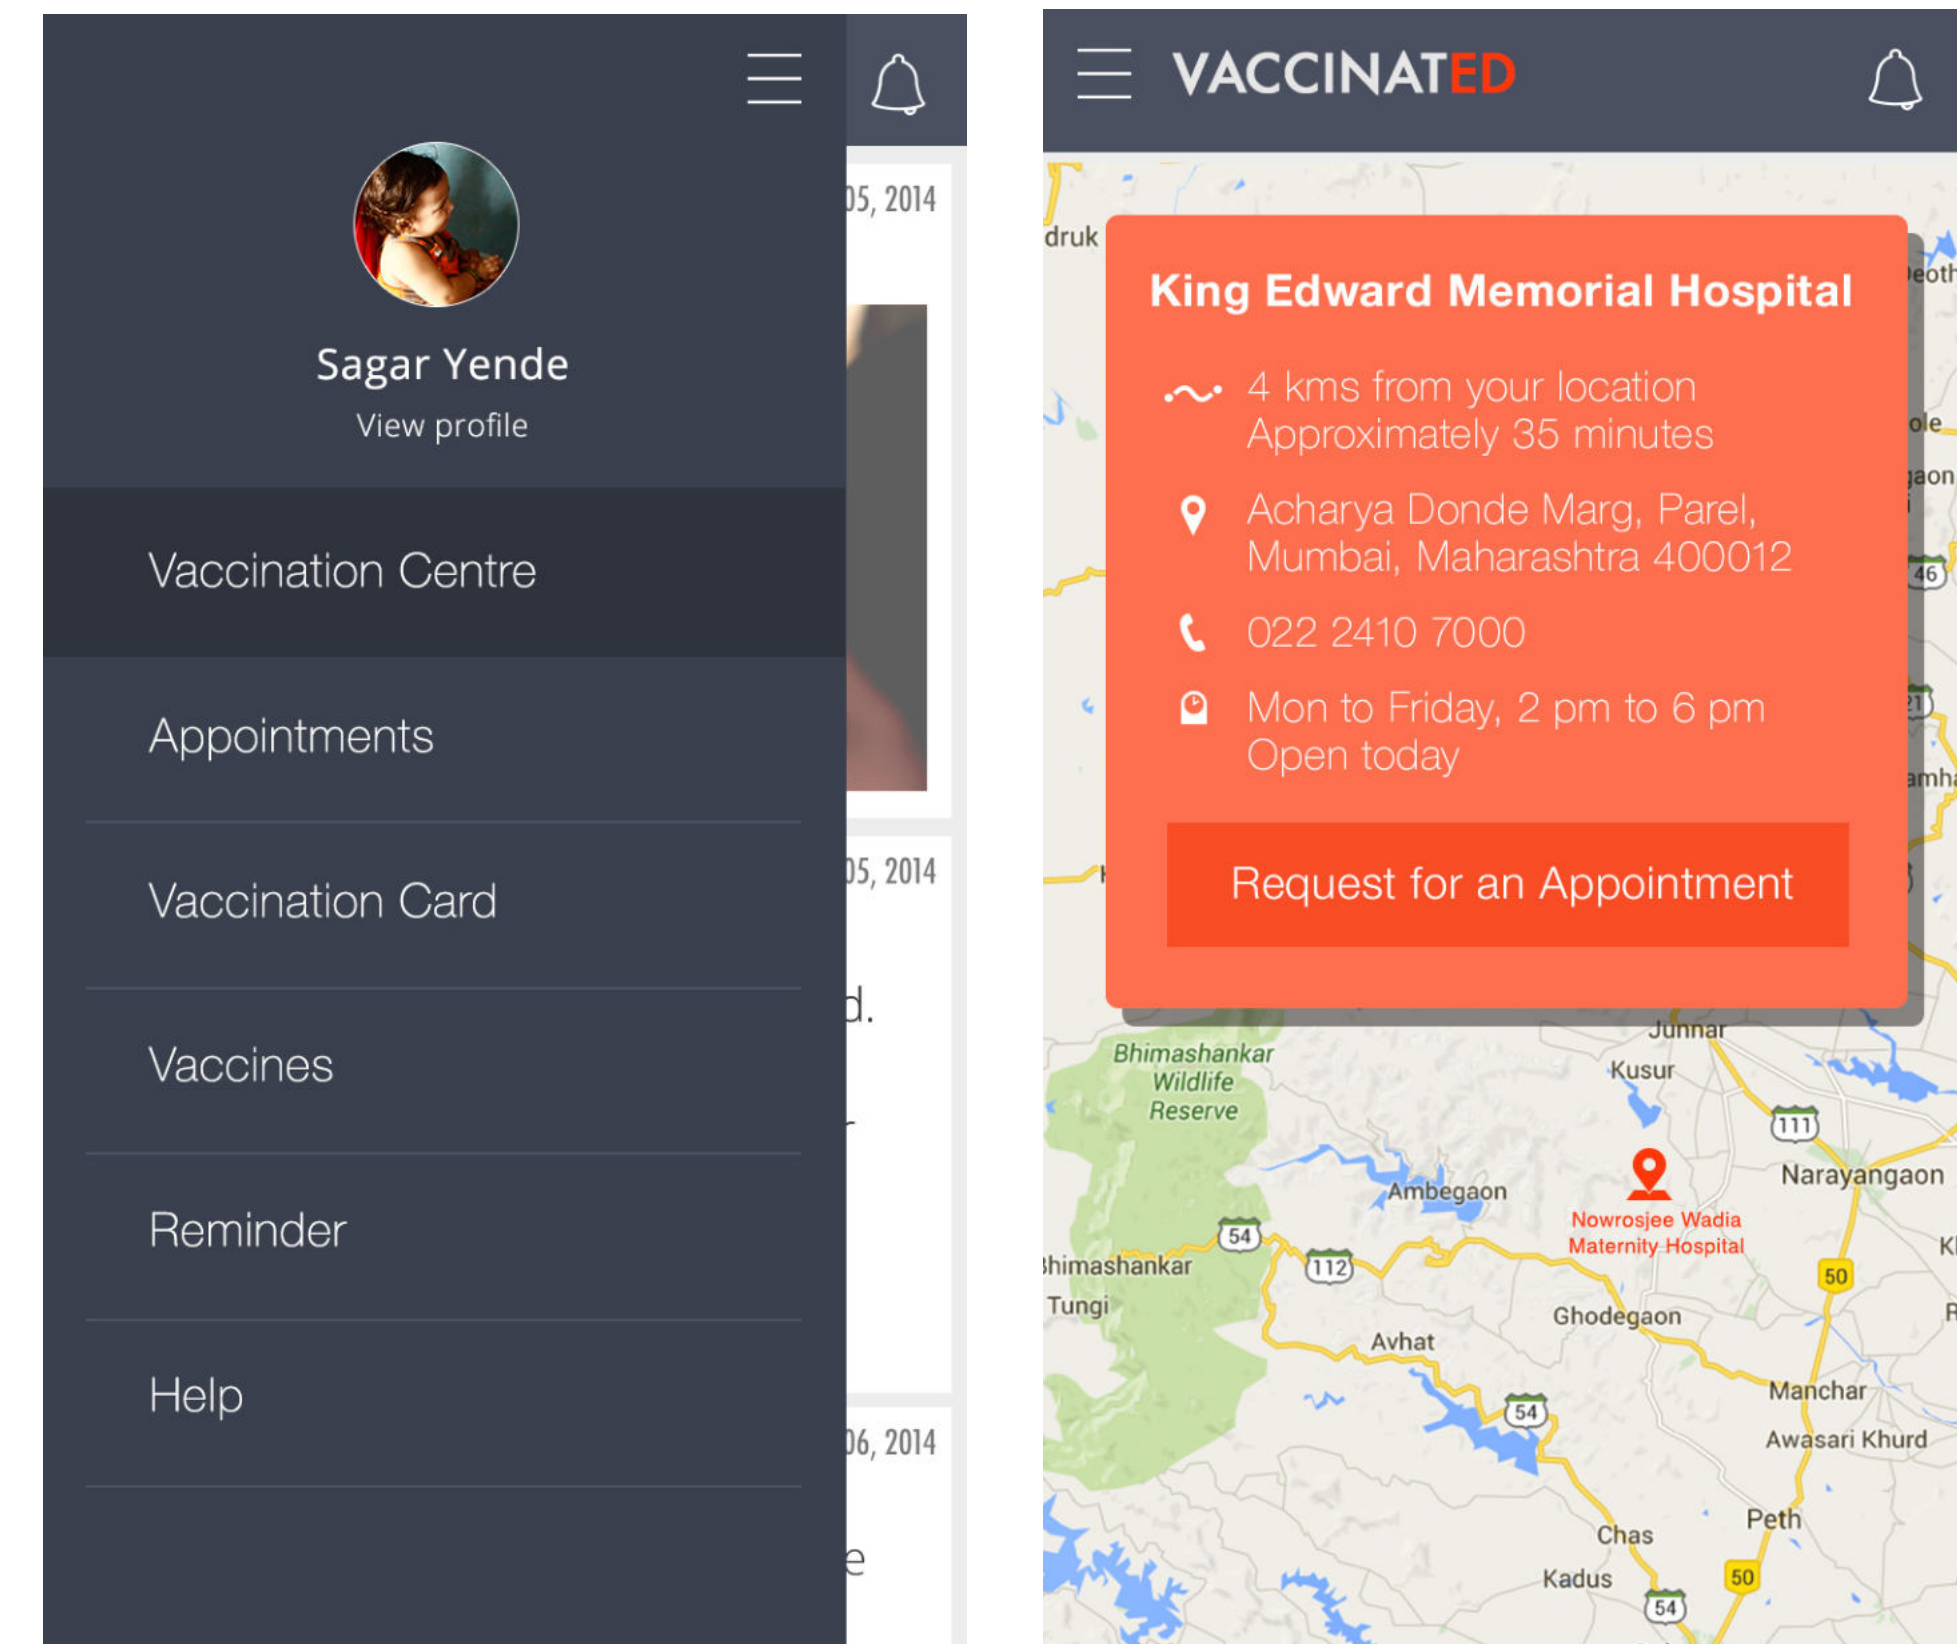 05, 2014
Sagar Yende
View profile
Vaccination Centre
Appointments
05, 2014
Vaccination Card
d.
Vaccines
Reminder
Help
06, 2014
e
VACCINATED
druk
King Edward Memorial Hospital
4 kms from your location
Approximately 35 minutes
ole
Acharya Donde Marg, Parel,
Mumbai, Maharashtra 400012
46
022 2410 7000
Mon to Friday, 2 pm to 6 pm
Open today
Request for an Appointment
Junnar
Bhimashankar
Wildlife
Reserve
Kusur
111
Narayangaon
Ambegaon
Nowrosjee Wadia
Maternity Hospital
54
112
himashankar
50
Tungi
Ghodegaon
Avhat
Manchar
54
Awasari Khurd
Peth
Chas
Kadus
50
54